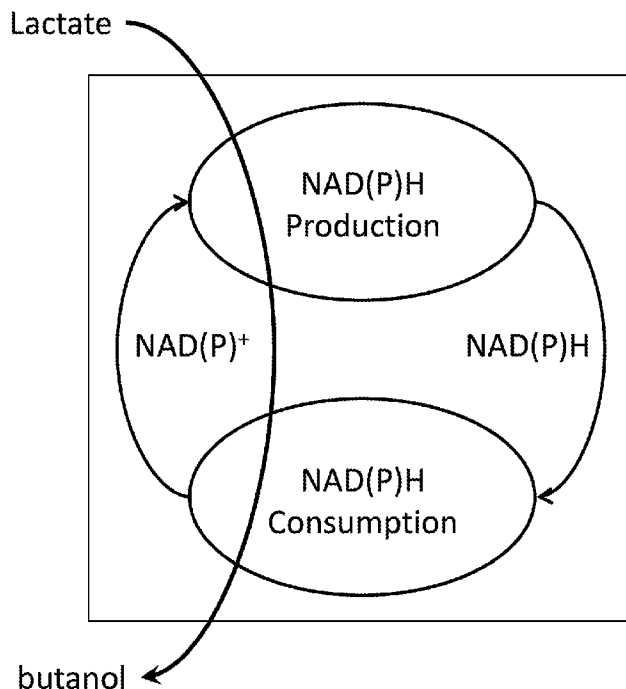 Lactate
NAD(P)H
Production
NAD(P)⁺
NAD(P)H
NAD(P)H
Consumption
butanol